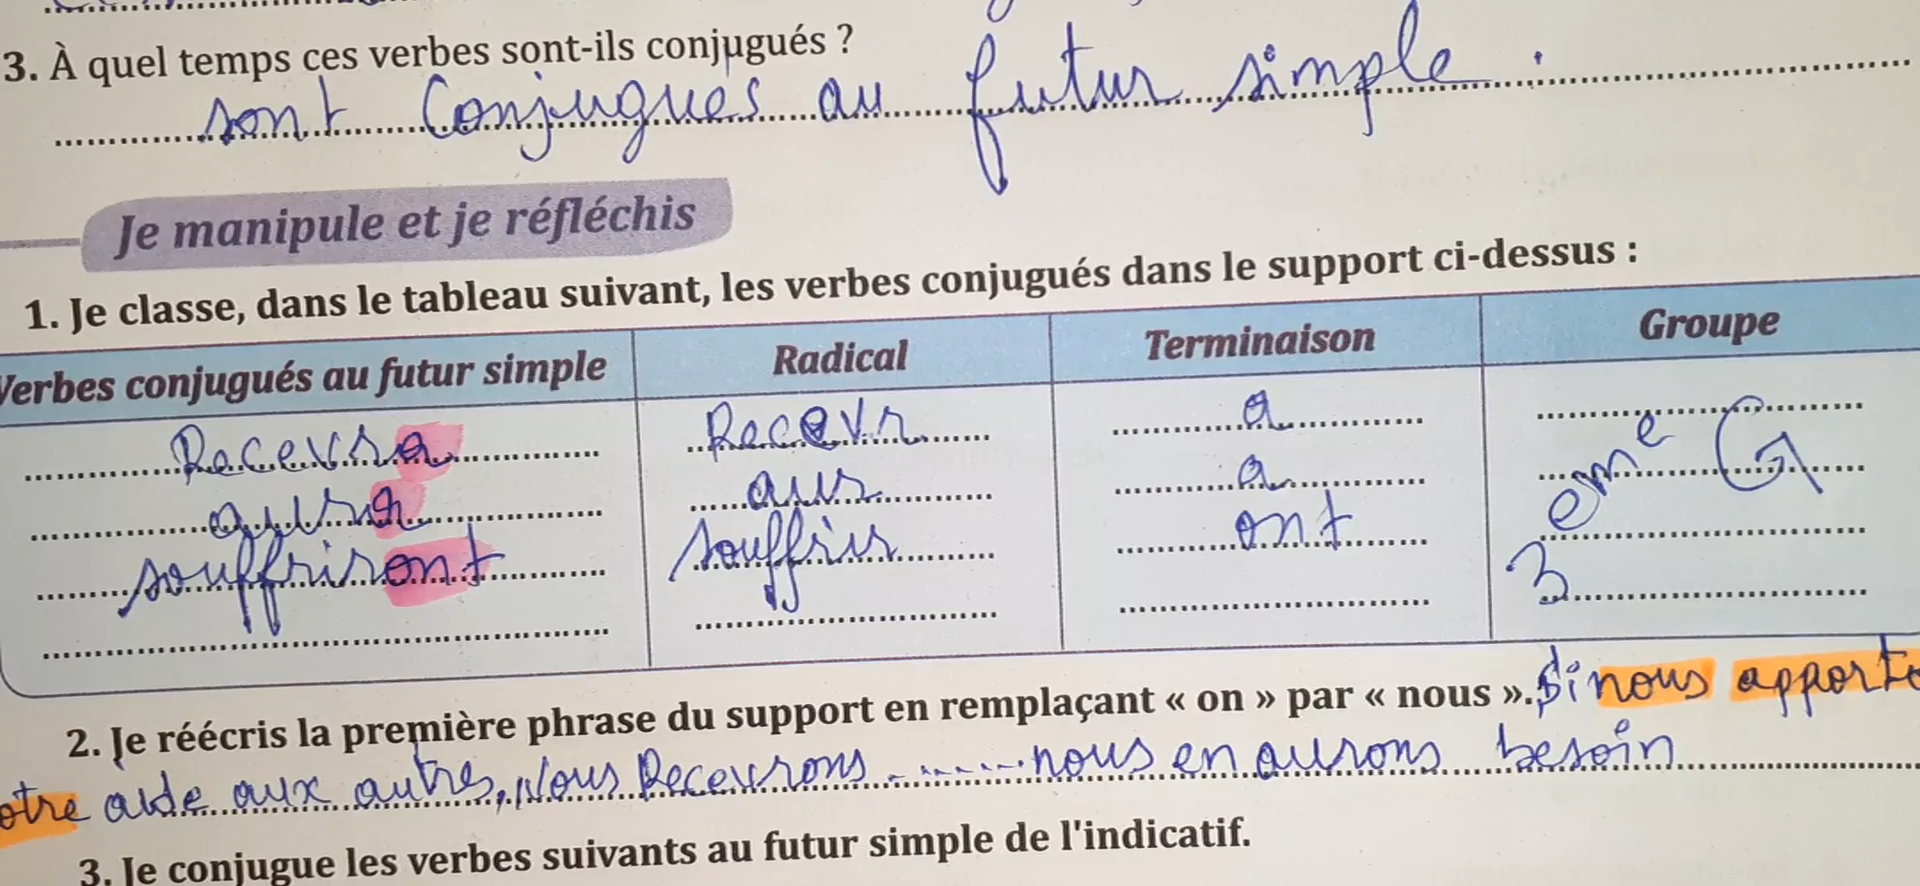 3. À quel temps ces verbes sont-ils conjugués ?
sont conjugués au futur simple.
Je manipule et je réfléchis
1. Je classe, dans le tableau suivant, les verbes conjugués dans le support ci-dessus :
Verbes conjugués au futur simple Radical Terminaison Groupe
Recevra Recevr a
aura aur a
souffriront souffrir ont
3 eme G
2. Je réécris la première phrase du support en remplaçant « on » par « nous ». Si nous apporto
otre aide aux autres, Nous Recevrons ........ nous en aurons besoin
3. Je conjugue les verbes suivants au futur simple de l'indicatif.